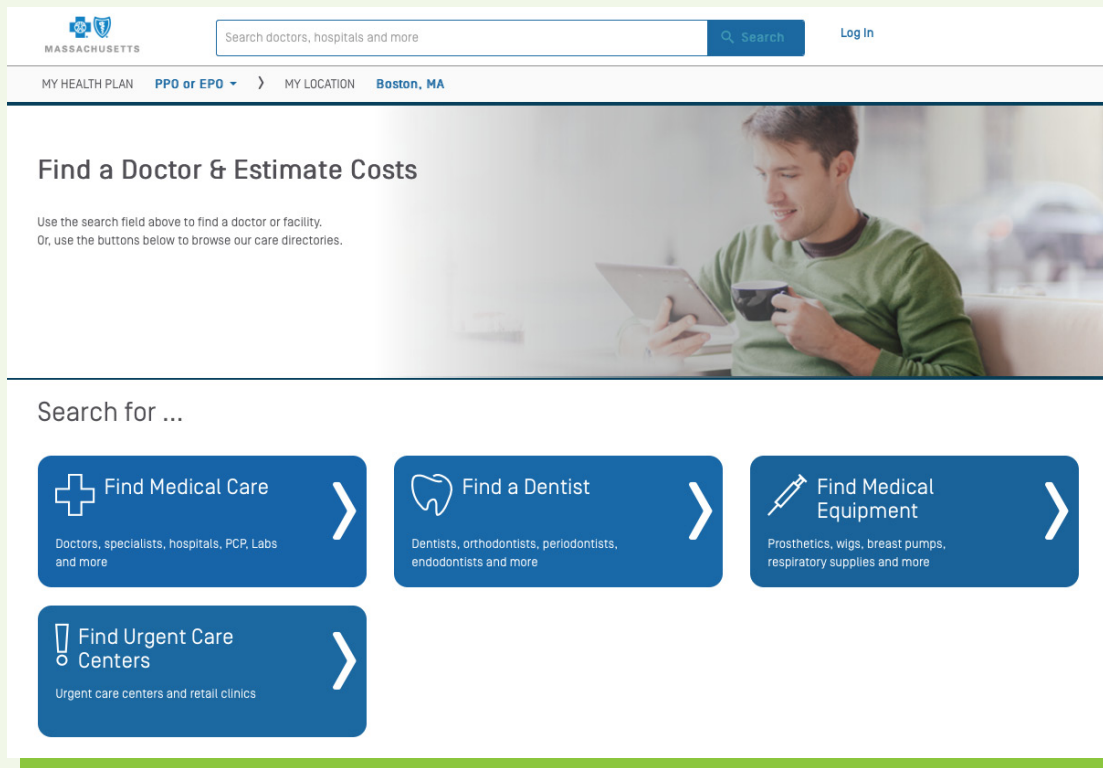 MASSACHUSETTS
Search doctors, hospitals and more
Search
Log In
MY HEALTH PLAN PPO or EPO MY LOCATION Boston, MA
Find a Doctor & Estimate Costs
Use the search field above to find a doctor or facility.
Or, use the buttons below to browse our care directories.
Search for ...
Find Medical Care
Doctors, specialists, hospitals, PCP, Labs
and more
Find a Dentist
Dentists, orthodontists, periodontists,
endodontists and more
Find Medical
Equipment
Prosthetics, wigs, breast pumps,
respiratory supplies and more
Find Urgent Care
Centers
Urgent care centers and retail clinics